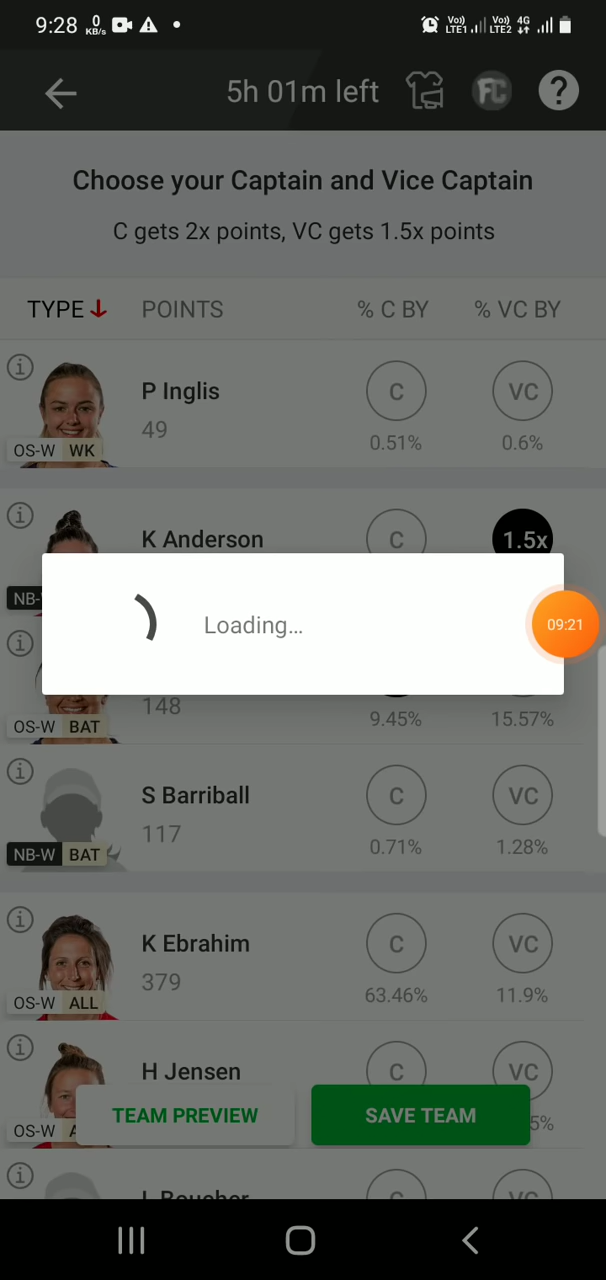 9:28 0 KB/s Vo) LTE1 Vo) LTE2 4G
5h 01m left FC ?
Choose your Captain and Vice Captain
C gets 2x points, VC gets 1.5x points
TYPE POINTS % C BY % VC BY
P Inglis C VC
49
OS-W WK 0.51% 0.6%
K Anderson C 1.5x
NB-
Loading... 09:21
148
OS-W BAT 9.45% 15.57%
S Barriball C VC
117
NB-W BAT 0.71% 1.28%
K Ebrahim C VC
379
OS-W ALL 63.46% 11.9%
H Jensen C VC
OS-W A 5%
TEAM PREVIEW SAVE TEAM
L Boucher C VC